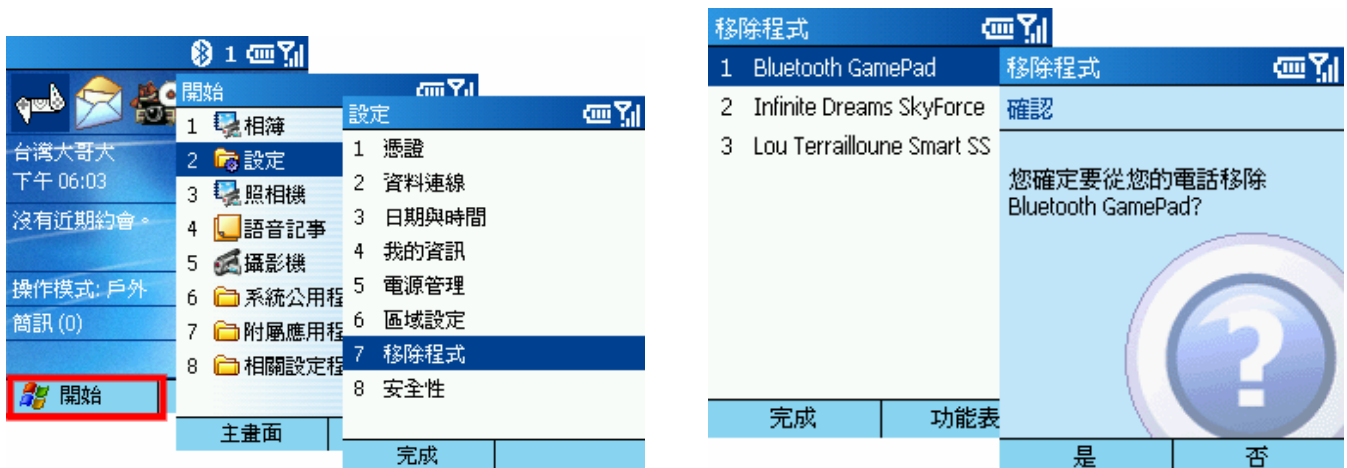 1
台灣大哥大
下午 06:03
沒有近期約會。
操作模式: 戶外
簡訊 (0)
開始
開始
1 相簿
2 設定
3 照相機
4 語音記事
5 攝影機
6 系統公用程
7 附屬應用程
8 相關設定程
主畫面
設定
1 憑證
2 資料連線
3 日期與時間
4 我的資訊
5 電源管理
6 區域設定
7 移除程式
8 安全性
完成
移除程式
1 Bluetooth GamePad
2 Infinite Dreams SkyForce
3 Lou Terrailloune Smart SS
完成
功能表
移除程式
確認
您確定要從您的電話移除
Bluetooth GamePad?
是
否